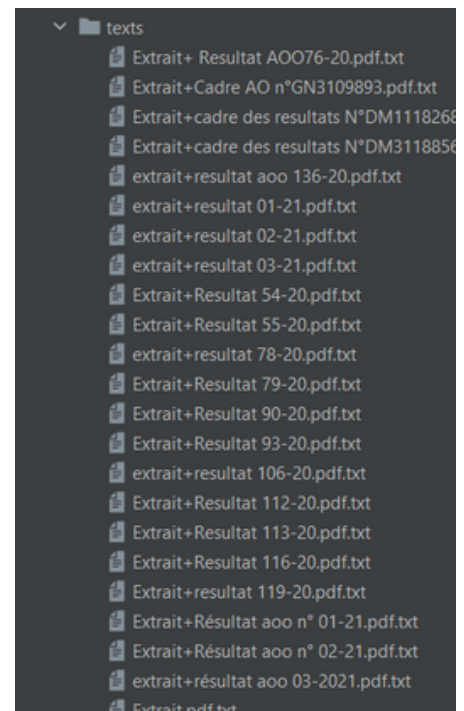 texts
Extrait+ Resultat AOO76-20.pdf.txt
Extrait+Cadre AO n°GN3109893.pdf.txt
Extrait+cadre des resultats N°DM1118268
Extrait+cadre des resultats N°DM3118856
extrait+resultat aoo 136-20.pdf.txt
extrait+resultat 01-21.pdf.txt
extrait+resultat 02-21.pdf.txt
extrait+resultat 03-21.pdf.txt
Extrait+Resultat 54-20.pdf.txt
Extrait+Resultat 55-20.pdf.txt
extrait+resultat 78-20.pdf.txt
Extrait+Resultat 79-20.pdf.txt
Extrait+Resultat 90-20.pdf.txt
Extrait+Resultat 93-20.pdf.txt
extrait+resultat 106-20.pdf.txt
Extrait+Resultat 112-20.pdf.txt
Extrait+Resultat 113-20.pdf.txt
Extrait+Resultat 116-20.pdf.txt
Extrait+resultat 119-20.pdf.txt
Extrait+Résultat aoo n° 01-21.pdf.txt
Extrait+Résultat aoo n° 02-21.pdf.txt
extrait+résultat aoo 03-2021.pdf.txt
Extrait.pdf.txt